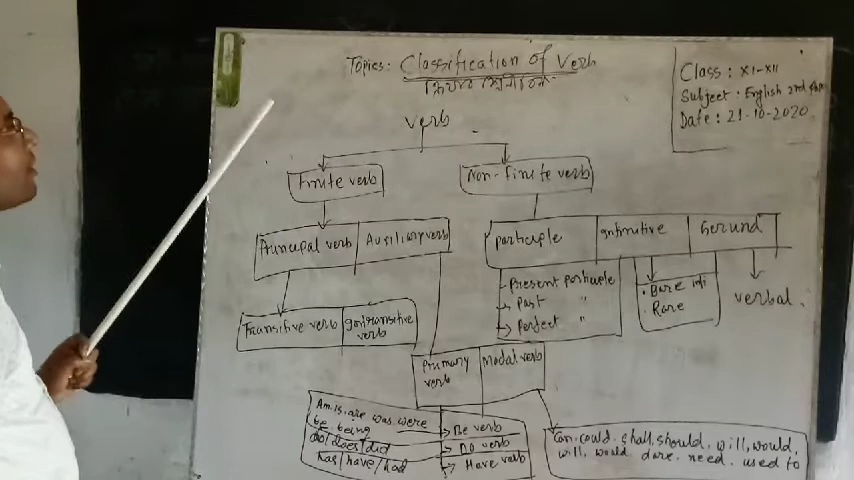 Topics: Classification of Verb
ক্রিয়ার শ্রেণীবিভাগ
Class: XI-XII
Subject: English 2nd
Date: 21-10-2020
Verb
Finite verb
Non-finite verb
Principal verb
Auxiliary verb
participle
Infinitive
Gerund
Present participle
Past "
Perfect "
Bare infi
Rare
verbal.
Transitive verb
Intransitive verb
Primary verb
Modal verb
Am. is. are was. were
be being
do/does/did
has/have/had
Be verb
Do verb
Have verb
Can. could. shall, should, will, would,
will, would dare. need. used to